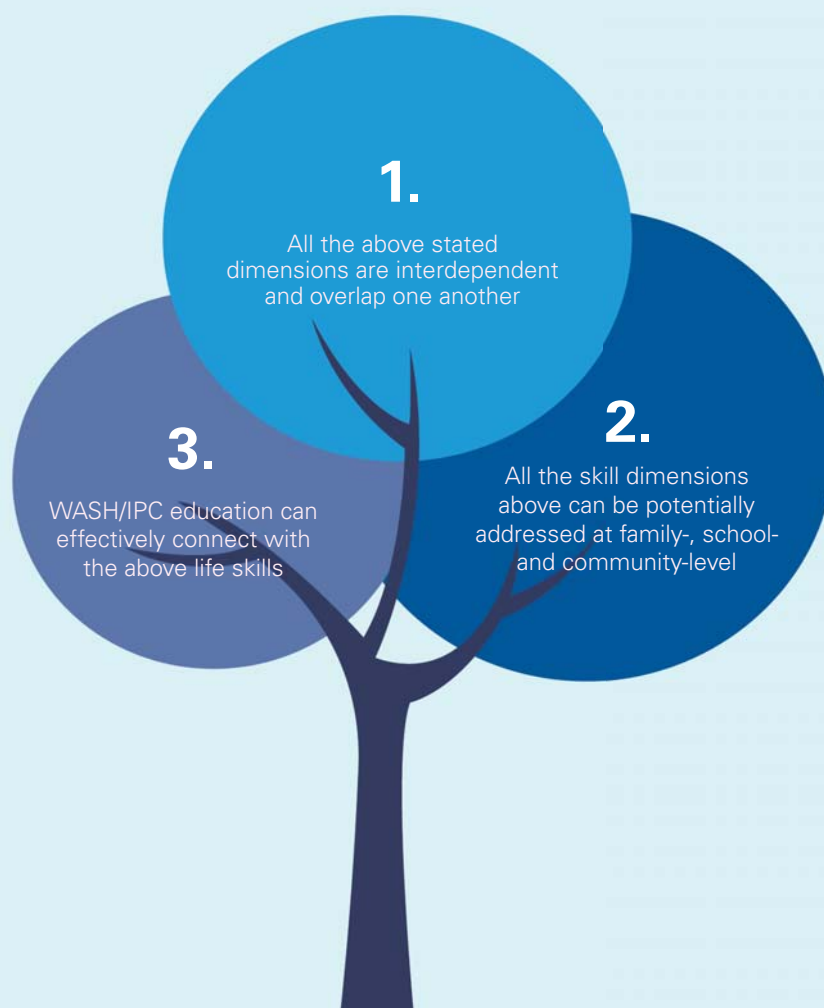 1.
All the above stated
dimensions are interdependent
and overlap one another
2.
All the skill dimensions
above can be potentially
addressed at family-, school-
and community-level
3.
WASH/IPC education can
effectively connect with
the above life skills